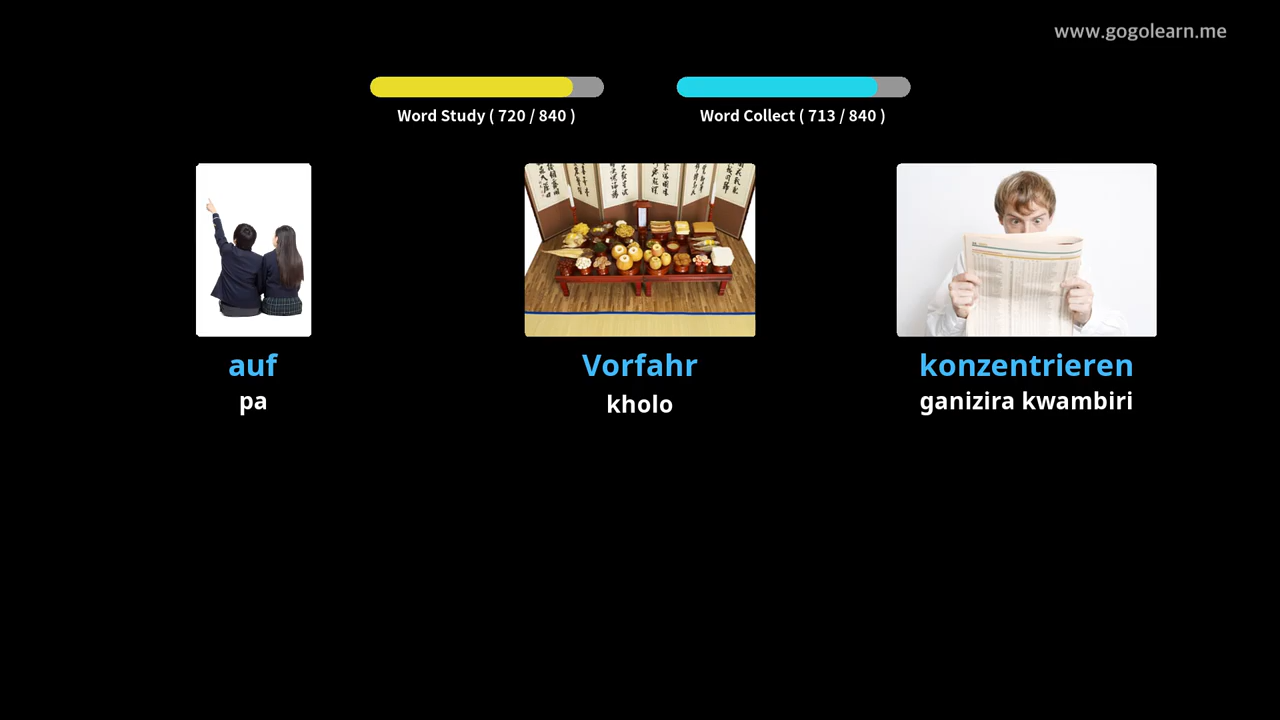 www.gogolearn.me
Word Study ( 720 / 840 )
Word Collect ( 713 / 840 )
auf
pa
Vorfahr
kholo
konzentrieren
ganizira kwambiri